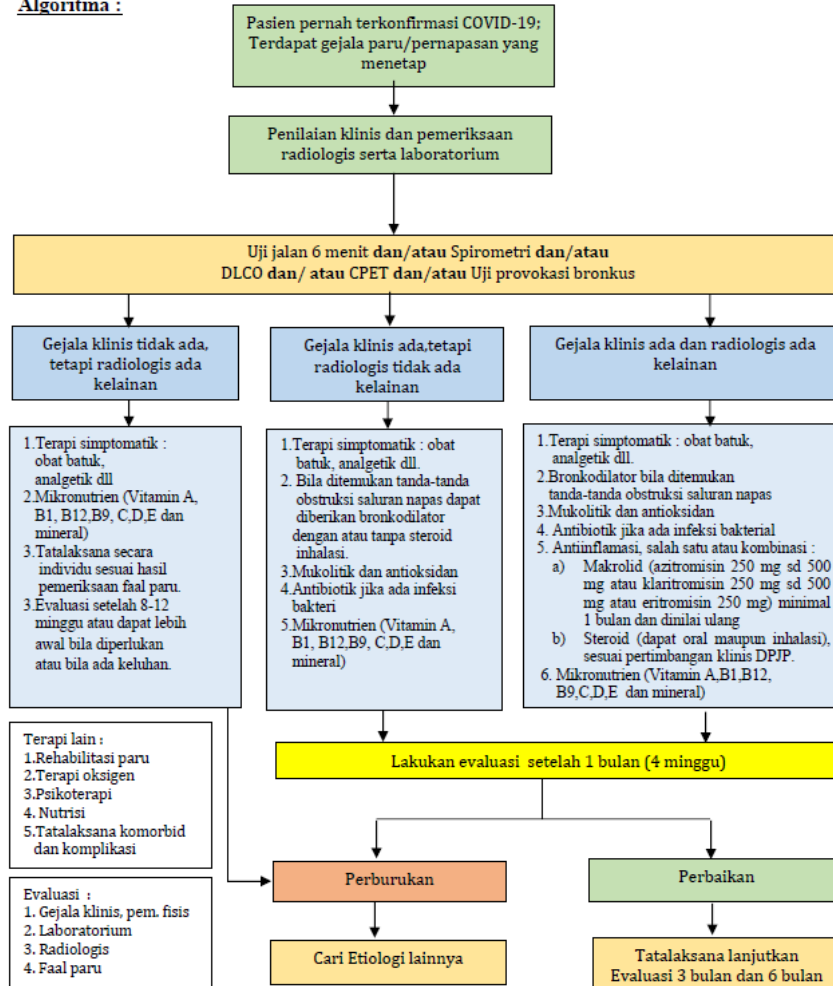 Algoritma :
Pasien pernah terkonfirmasi COVID-19;
Terdapat gejala paru/pernapasan yang
menetap
Penilaian klinis dan pemeriksaan
radiologis serta laboratorium
Uji jalan 6 menit dan/atau Spirometri dan/atau
DLCO dan/ atau CPET dan/atau Uji provokasi bronkus
Gejala klinis tidak ada,
tetapi radiologis ada
kelainan
Gejala klinis ada,tetapi
radiologis tidak ada
kelainan
Gejala klinis ada dan radiologis ada
kelainan
1.Terapi simptomatik :
obat batuk,
analgetik dll
2.Mikronutrien (Vitamin A,
B1, B12,B9, C,D,E dan
mineral)
3.Tatalaksana secara
individu sesuai hasil
pemeriksaan faal paru.
3.Evaluasi setelah 8-12
minggu atau dapat lebih
awal bila diperlukan
atau bila ada keluhan.
1.Terapi simptomatik : obat
batuk, analgetik dll.
2. Bila ditemukan tanda-tanda
obstruksi saluran napas dapat
diberikan bronkodilator
dengan atau tanpa steroid
inhalasi.
3.Mukolitik dan antioksidan
4.Antibiotik jika ada infeksi
bakteri
5.Mikronutrien (Vitamin A,
B1, B12,B9, C,D,E dan
mineral)
1.Terapi simptomatik : obat batuk,
analgetik dll.
2.Bronkodilator bila ditemukan
tanda-tanda obstruksi saluran napas
3.Mukolitik dan antioksidan
4. Antibiotik jika ada infeksi bakterial
5. Antiinflamasi, salah satu atau kombinasi :
a) Makrolid (azitromisin 250 mg sd 500
mg atau klaritromisin 250 mg sd 500
mg atau eritromisin 250 mg) minimal
1 bulan dan dinilai ulang
b) Steroid (dapat oral maupun inhalasi),
sesuai pertimbangan klinis DPJP.
6. Mikronutrien (Vitamin A,B1,B12,
B9,C,D,E dan mineral)
Terapi lain :
1.Rehabilitasi paru
2.Terapi oksigen
3.Psikoterapi
4. Nutrisi
5.Tatalaksana komorbid
dan komplikasi
Lakukan evaluasi setelah 1 bulan (4 minggu)
Evaluasi :
1. Gejala klinis, pem. fisis
2. Laboratorium
3. Radiologis
4. Faal paru
Perburukan
Perbaikan
Cari Etiologi lainnya
Tatalaksana lanjutkan
Evaluasi 3 bulan dan 6 bulan